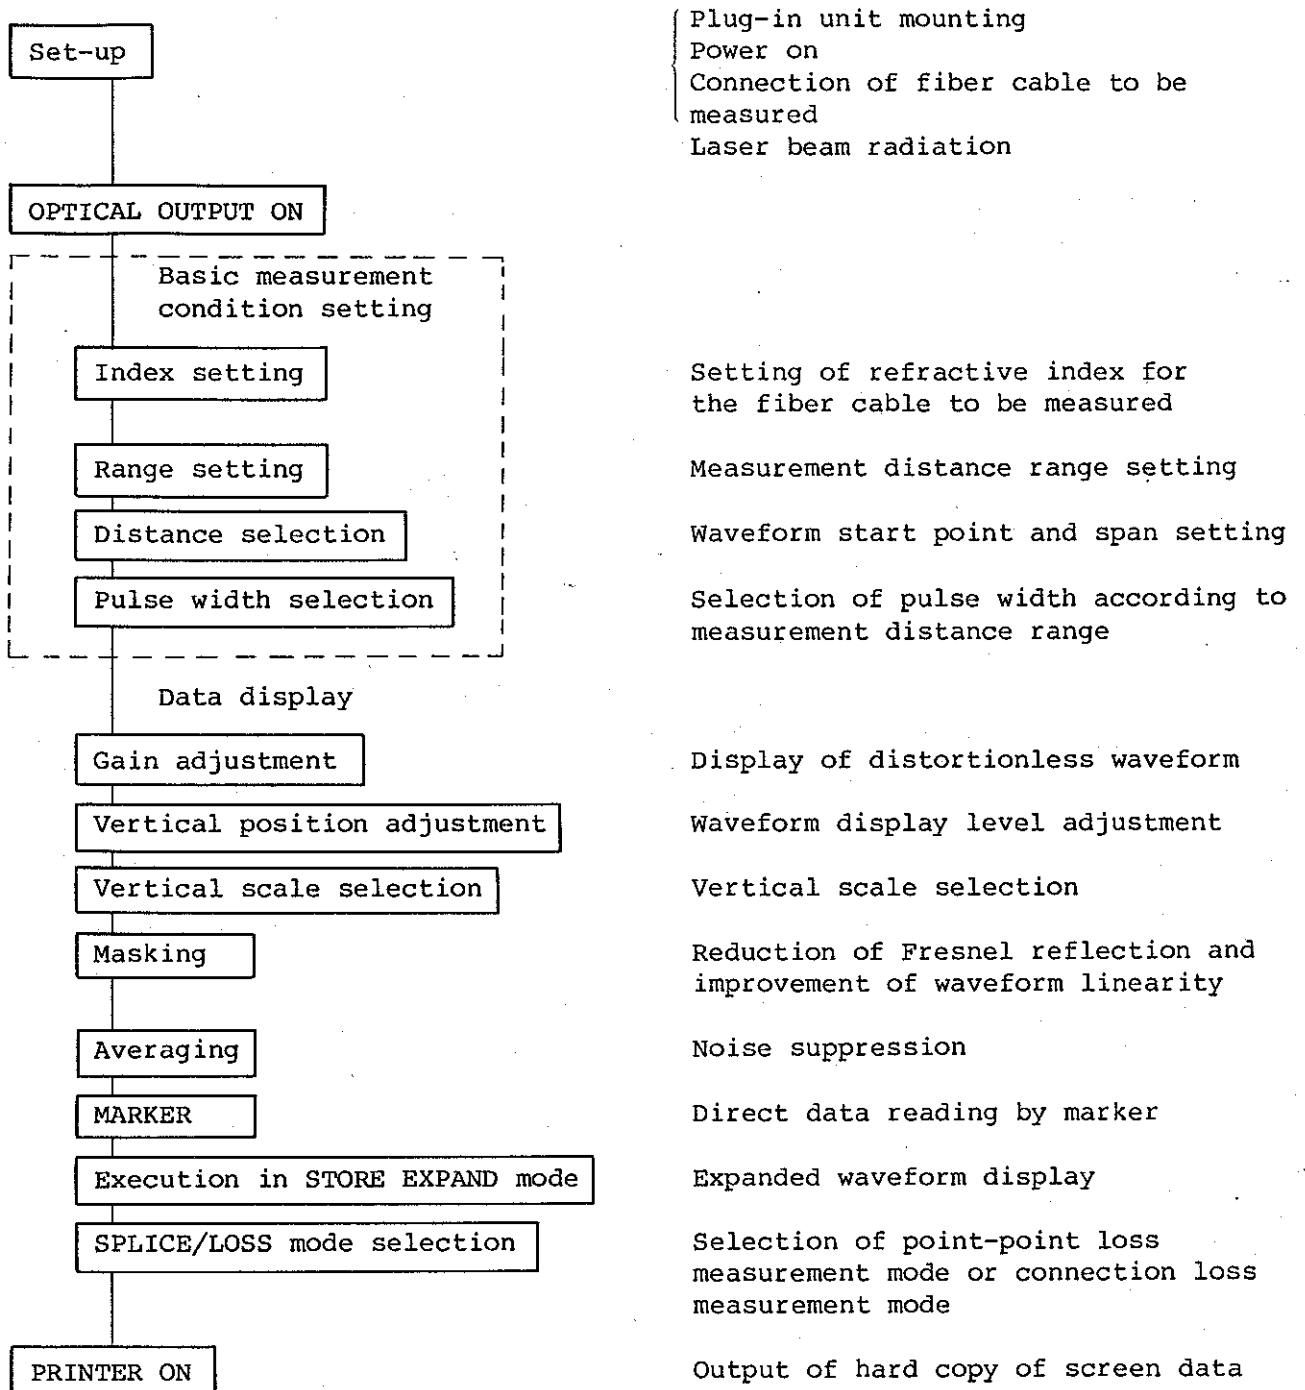 Set-up
Plug-in unit mounting
Power on
Connection of fiber cable to be
measured
Laser beam radiation
OPTICAL OUTPUT ON
Basic measurement
condition setting
Index setting
Setting of refractive index for
the fiber cable to be measured
Range setting
Measurement distance range setting
Distance selection
Waveform start point and span setting
Pulse width selection
Selection of pulse width according to
measurement distance range
Data display
Gain adjustment
Display of distortionless waveform
Vertical position adjustment
Waveform display level adjustment
Vertical scale selection
Vertical scale selection
Masking
Reduction of Fresnel reflection and
improvement of waveform linearity
Averaging
Noise suppression
MARKER
Direct data reading by marker
Execution in STORE EXPAND mode
Expanded waveform display
SPLICE/LOSS mode selection
Selection of point-point loss
measurement mode or connection loss
measurement mode
PRINTER ON
Output of hard copy of screen data